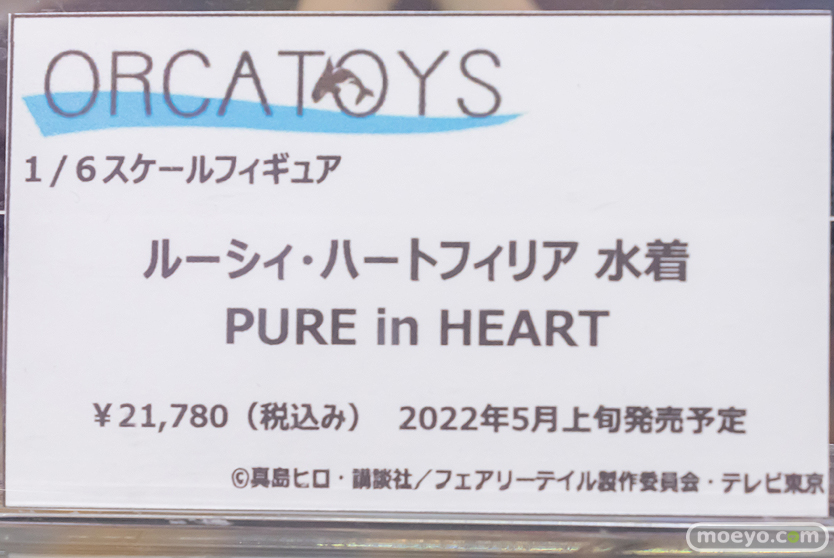 ORCATOYS
1/6スケールフィギュア
ルーシィ・ハートフィリア 水着
PURE in HEART
¥21,780(税込み) 2022年5月上旬発売予定
©真島ヒロ・講談社/フェアリーテイル製作委員会・テレビ東京
moeyo.com